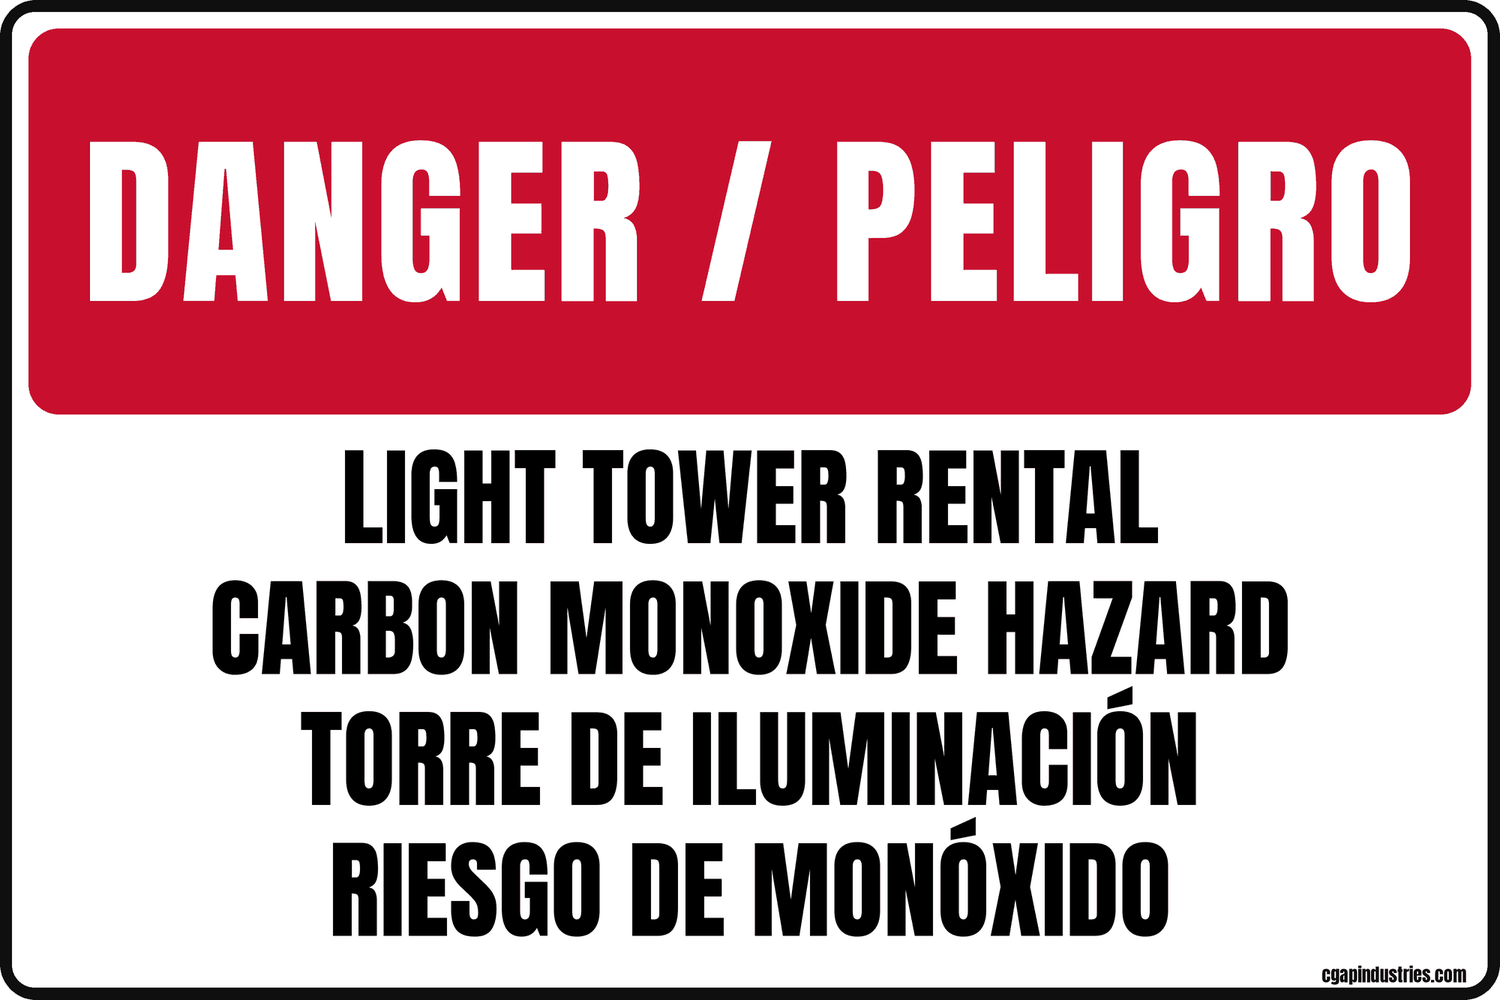 DANGER / PELIGRO
LIGHT TOWER RENTAL
CARBON MONOXIDE HAZARD
TORRE DE ILUMINACIÓN
RIESGO DE MONÓXIDO
cgapindustries.com